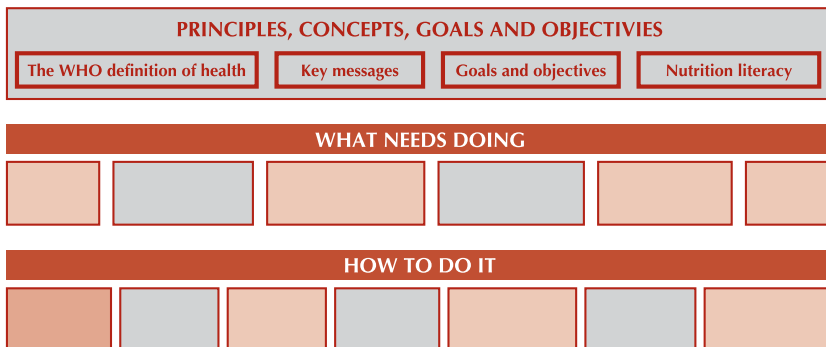 PRINCIPLES, CONCEPTS, GOALS AND OBJECTIVIES
The WHO definition of health
Key messages
Goals and objectives
Nutrition literacy
WHAT NEEDS DOING
HOW TO DO IT